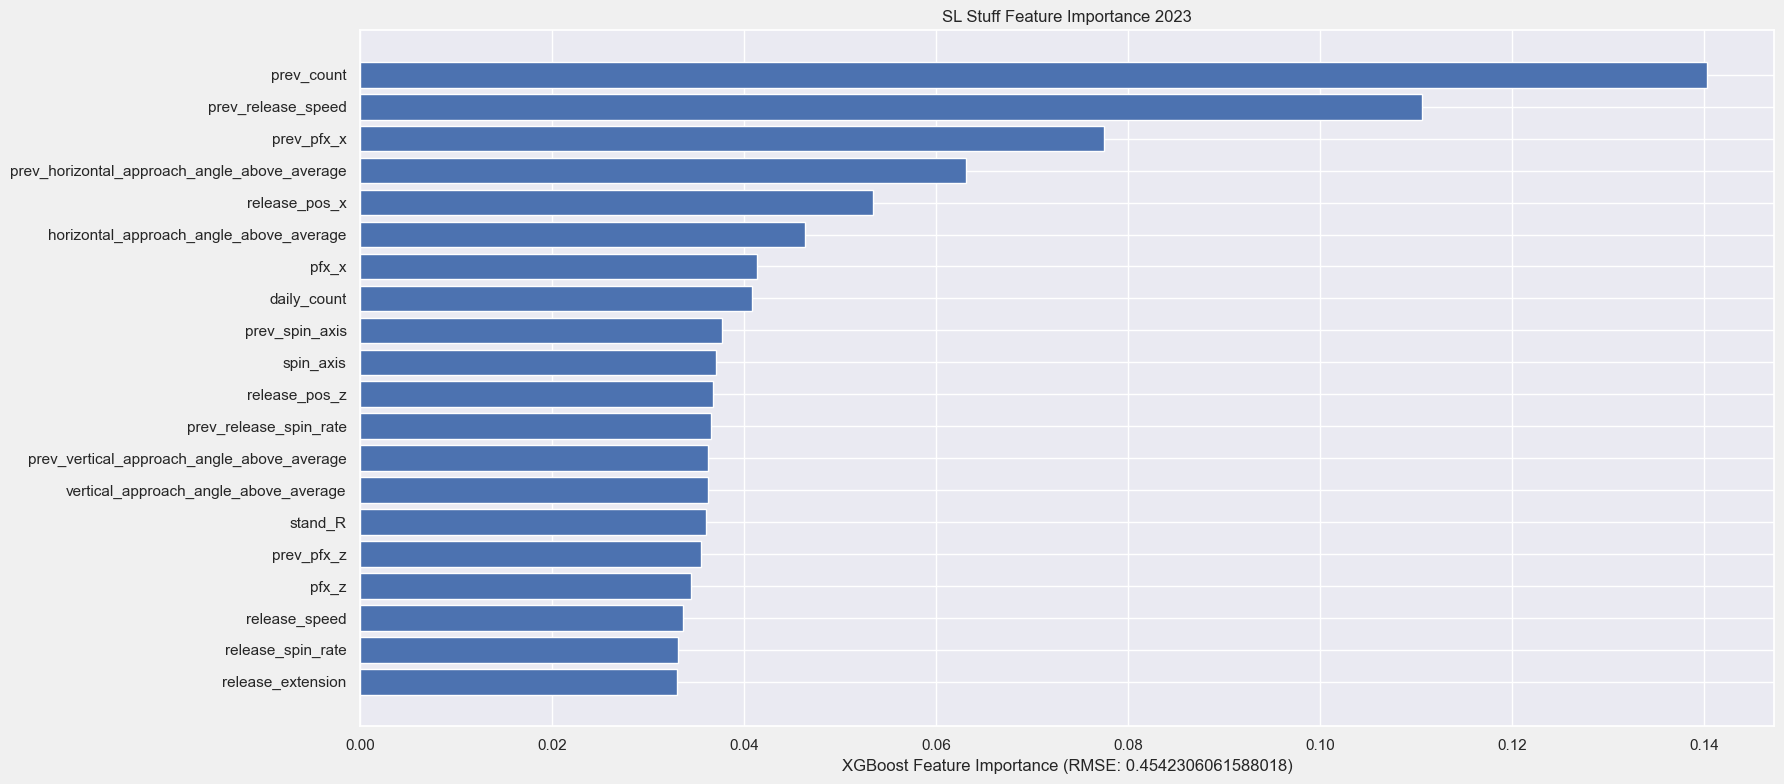 SL Stuff Feature Importance 2023
prev_count
prev_release_speed
prev_pfx_x
prev_horizontal_approach_angle_above_average
release_pos_x
horizontal_approach_angle_above_average
pfx_x
daily_count
prev_spin_axis
spin_axis
release_pos_z
prev_release_spin_rate
prev_vertical_approach_angle_above_average
vertical_approach_angle_above_average
stand_R
prev_pfx_z
pfx_z
release_speed
release_spin_rate
release_extension
0.00 0.02 0.04 0.06 0.08 0.10 0.12 0.14
XGBoost Feature Importance (RMSE: 0.4542306061588018)